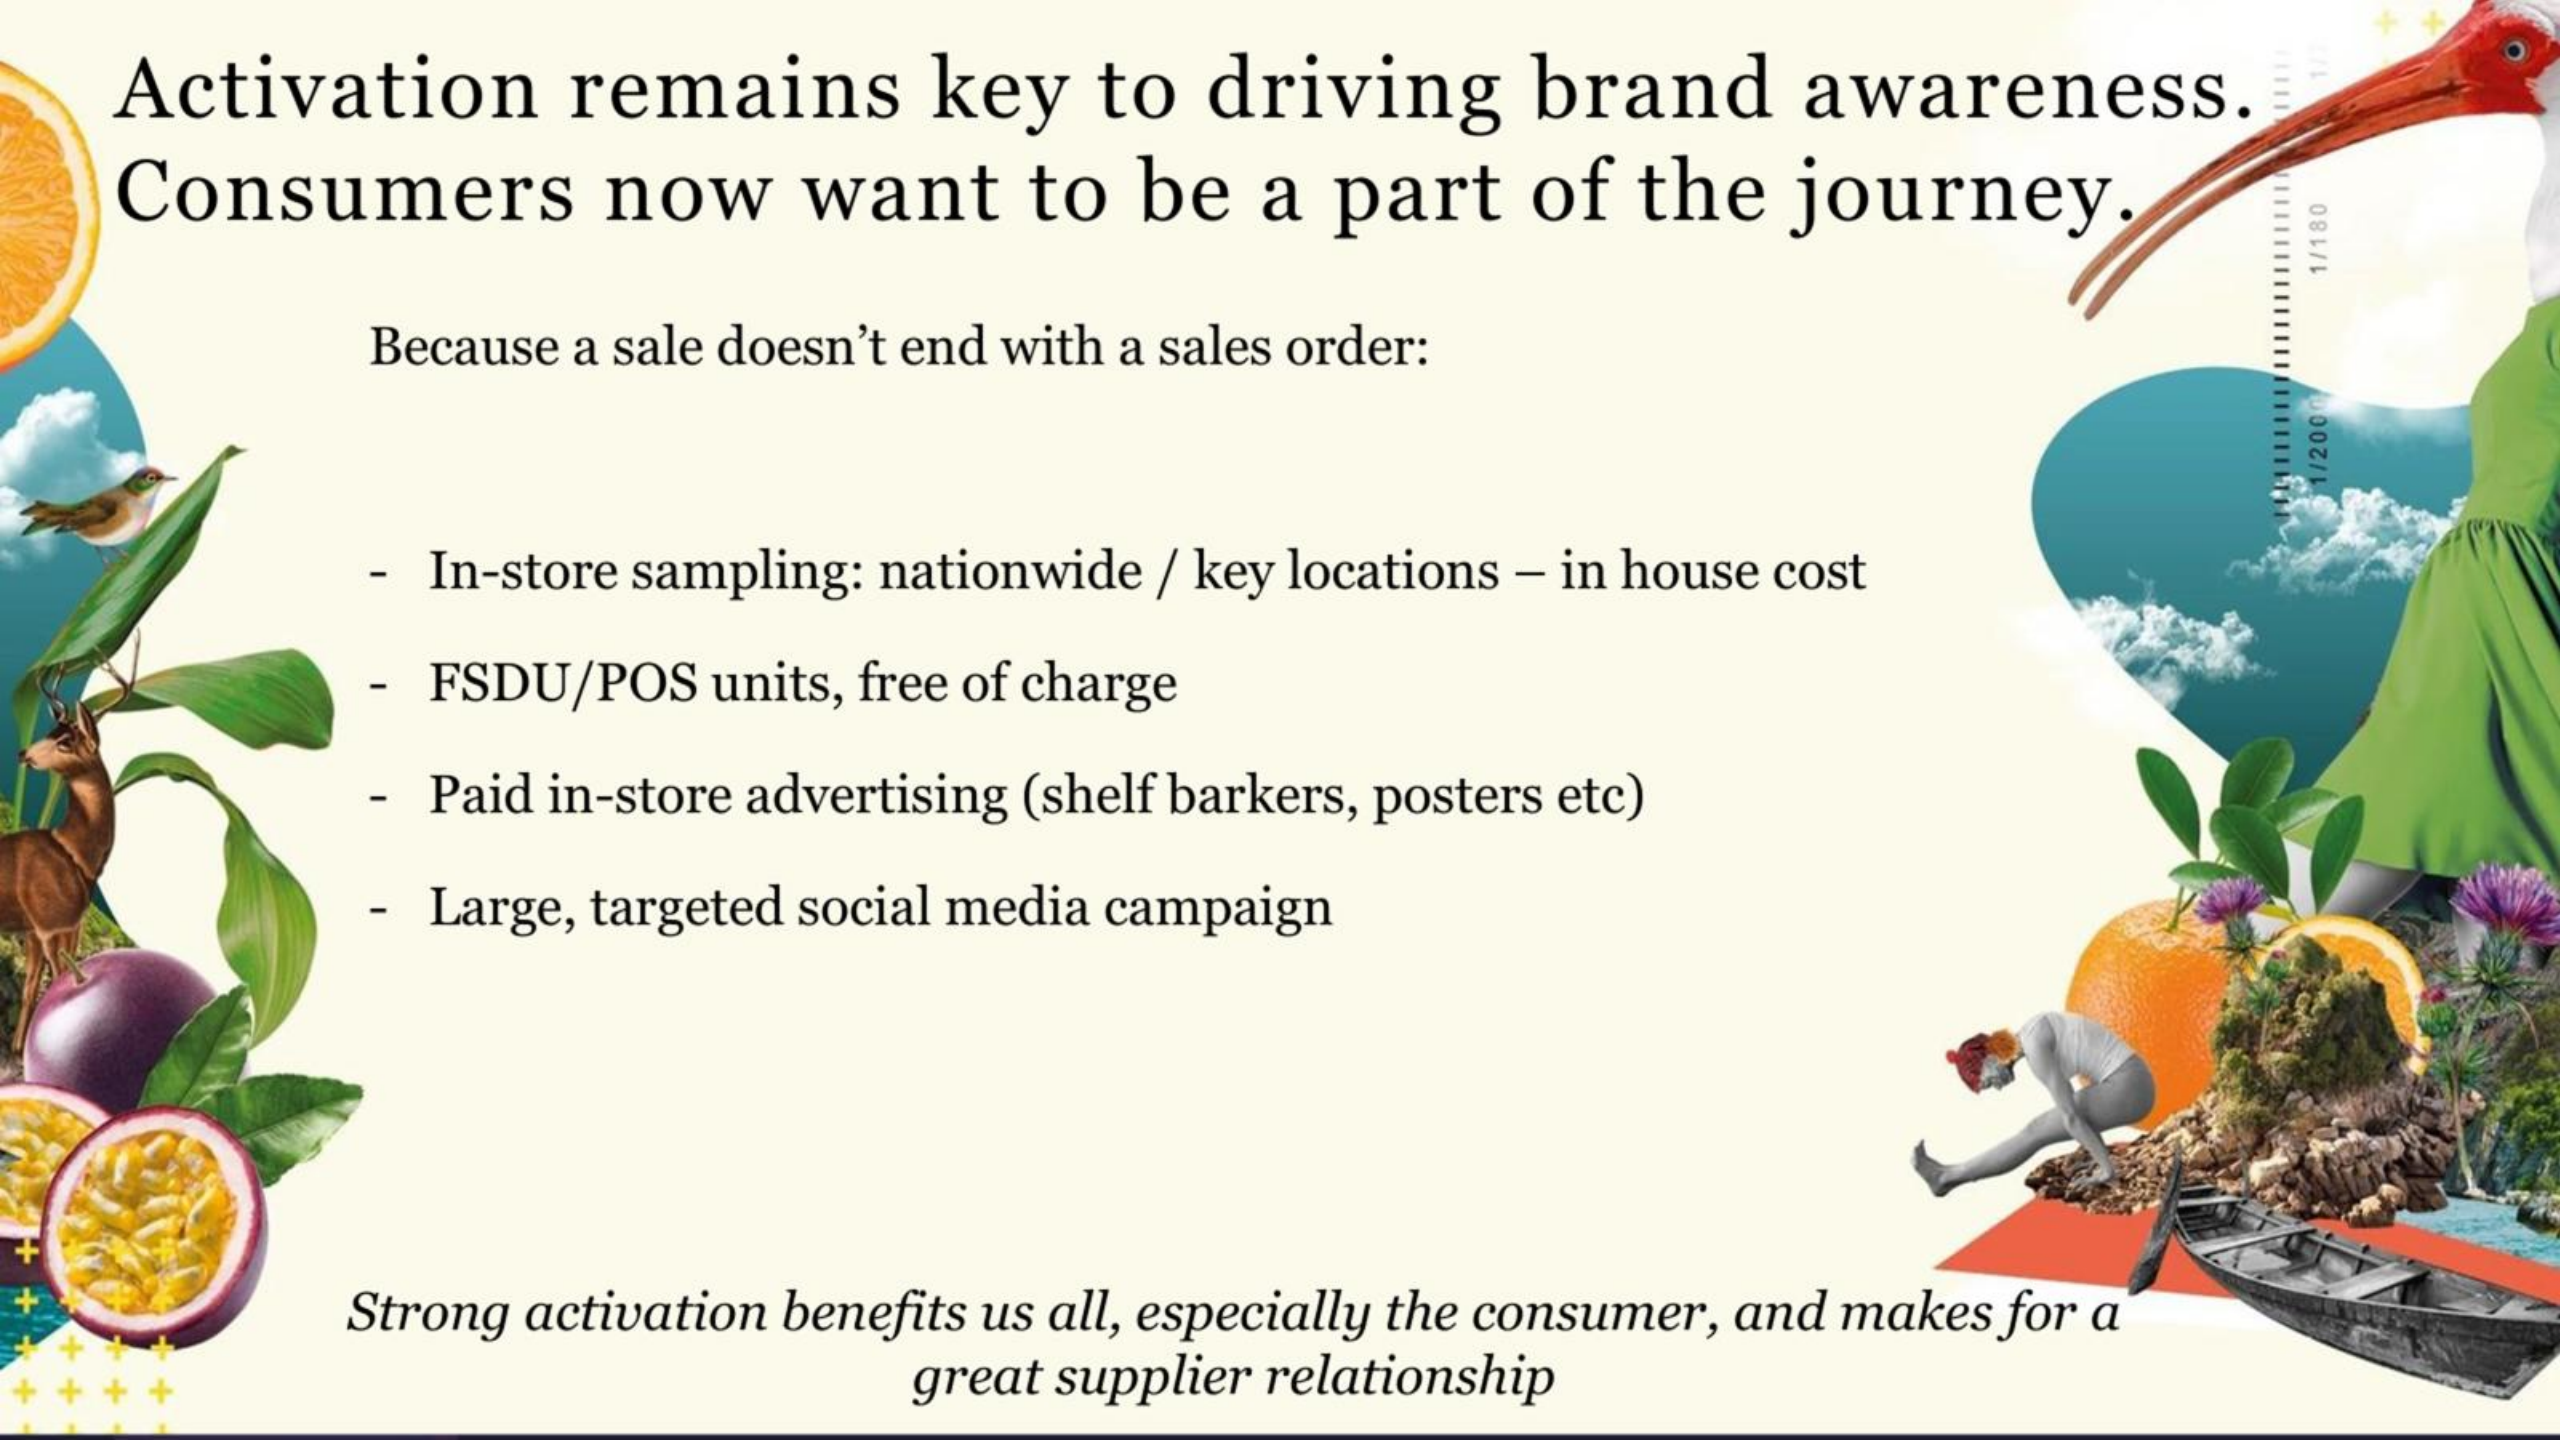 Activation remains key to driving brand awareness.
Consumers now want to be a part of the journey.
Because a sale doesn’t end with a sales order:
- In-store sampling: nationwide / key locations – in house cost
- FSDU/POS units, free of charge
- Paid in-store advertising (shelf barkers, posters etc)
- Large, targeted social media campaign
Strong activation benefits us all, especially the consumer, and makes for a
great supplier relationship
1/180
1/200